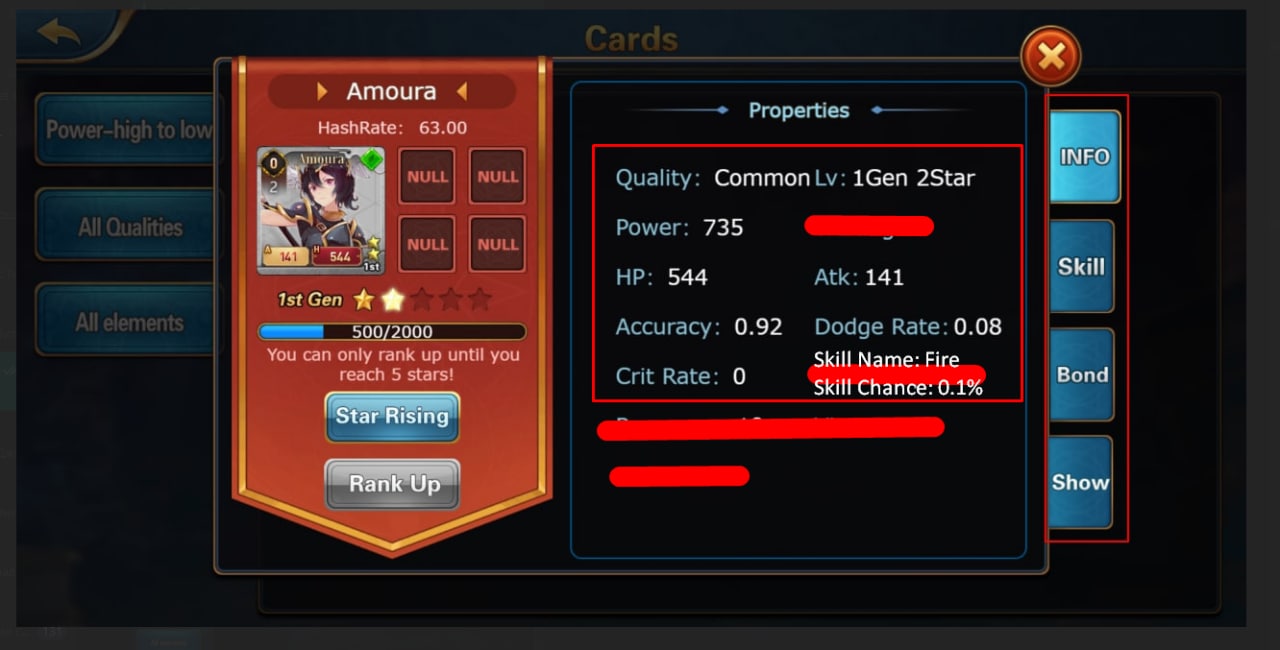 Cards
Power-high to low
All Qualities
All elements
Amoura
HashRate: 63.00
0
Amoura
2
NULL
NULL
NULL
NULL
A 141
H 544
1st
1st Gen
500/2000
You can only rank up until you
reach 5 stars!
Star Rising
Rank Up
Properties
Quality: Common Lv: 1Gen 2Star
Power: 735
HP: 544 Atk: 141
Accuracy: 0.92 Dodge Rate: 0.08
Crit Rate: 0
Skill Name: Fire
Skill Chance: 0.1%
INFO
Skill
Bond
Show
131